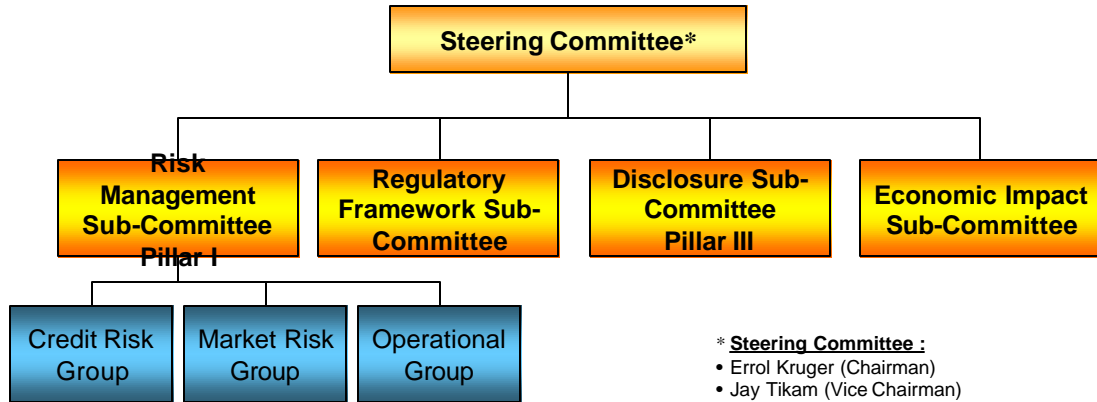 Steering Committee*
Risk
Management
Sub-Committee
Pillar I
Regulatory
Framework Sub-
Committee
Disclosure Sub-
Committee
Pillar III
Economic Impact
Sub-Committee
Credit Risk
Group
Market Risk
Group
Operational
Group
* Steering Committee :
• Errol Kruger (Chairman)
• Jay Tikam (Vice Chairman)